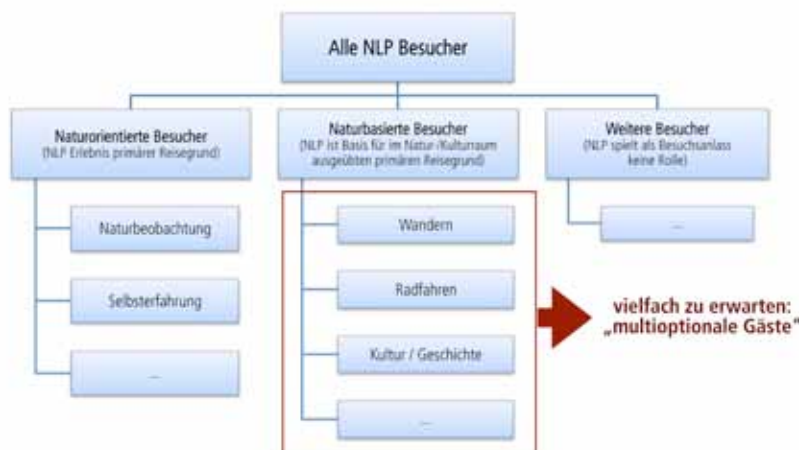 Alle NLP Besucher
Naturorientierte Besucher
(NLP Erlebnis primärer Reisegrund)
Naturbeobachtung
Selbsterfahrung
...
Naturbasierte Besucher
(NLP ist Basis für im Natur-/Kulturraum
ausgeübten primären Reisegrund)
Wandern
Radfahren
Kultur / Geschichte
...
Weitere Besucher
(NLP spielt als Besuchsanlass
keine Rolle)
...
vielfach zu erwarten:
„multioptionale Gäste“